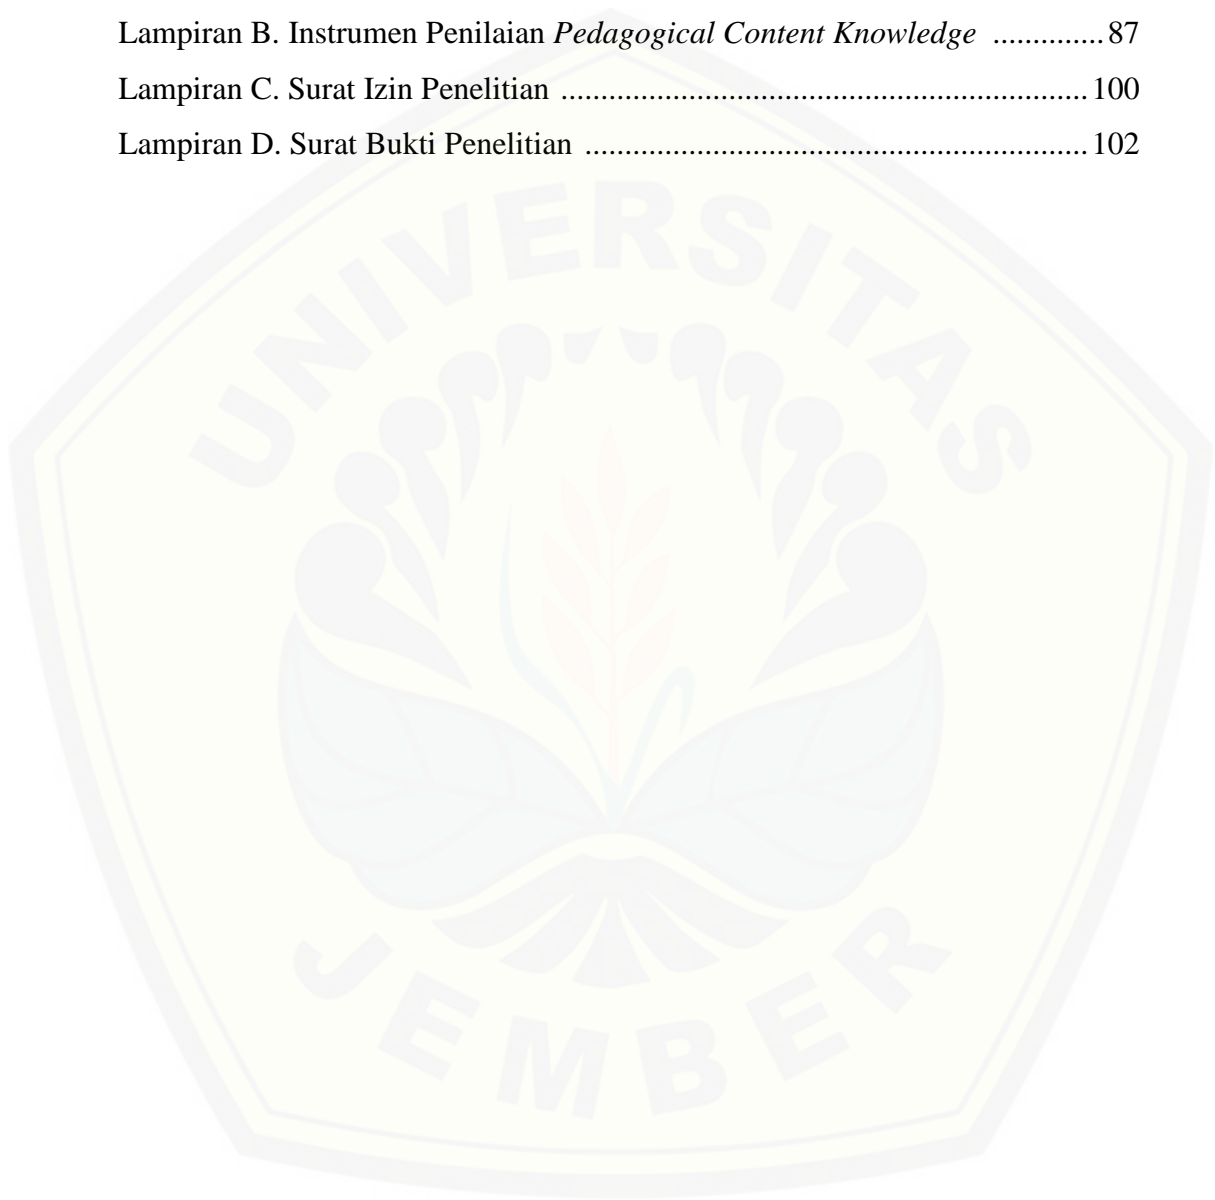 Lampiran B. Instrumen Penilaian Pedagogical Content Knowledge .............. 87
Lampiran C. Surat Izin Penelitian .................................................................. 100
Lampiran D. Surat Bukti Penelitian ............................................................... 102
UNIVERSITAS
JEMBER